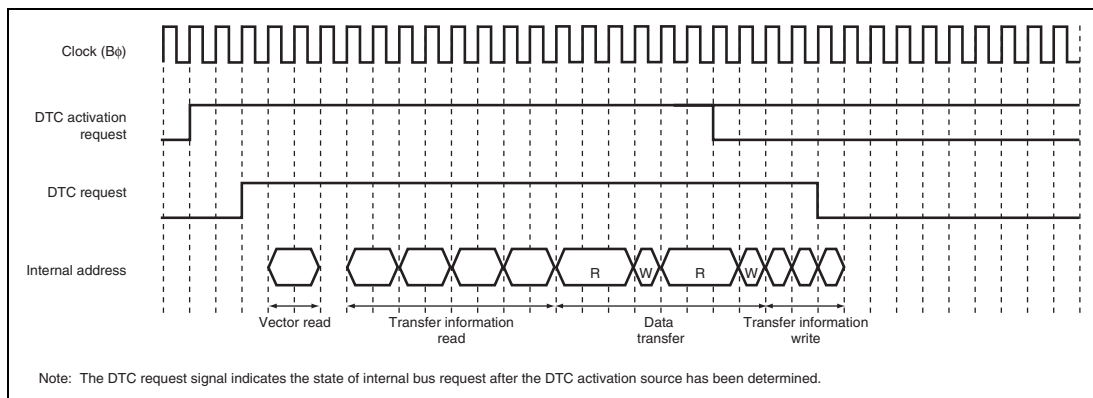 Clock (Bφ)
DTC activation
request
DTC request
Internal address
R
W
R
W
Vector read
Transfer information
read
Data
transfer
Transfer information
write
Note: The DTC request signal indicates the state of internal bus request after the DTC activation source has been determined.